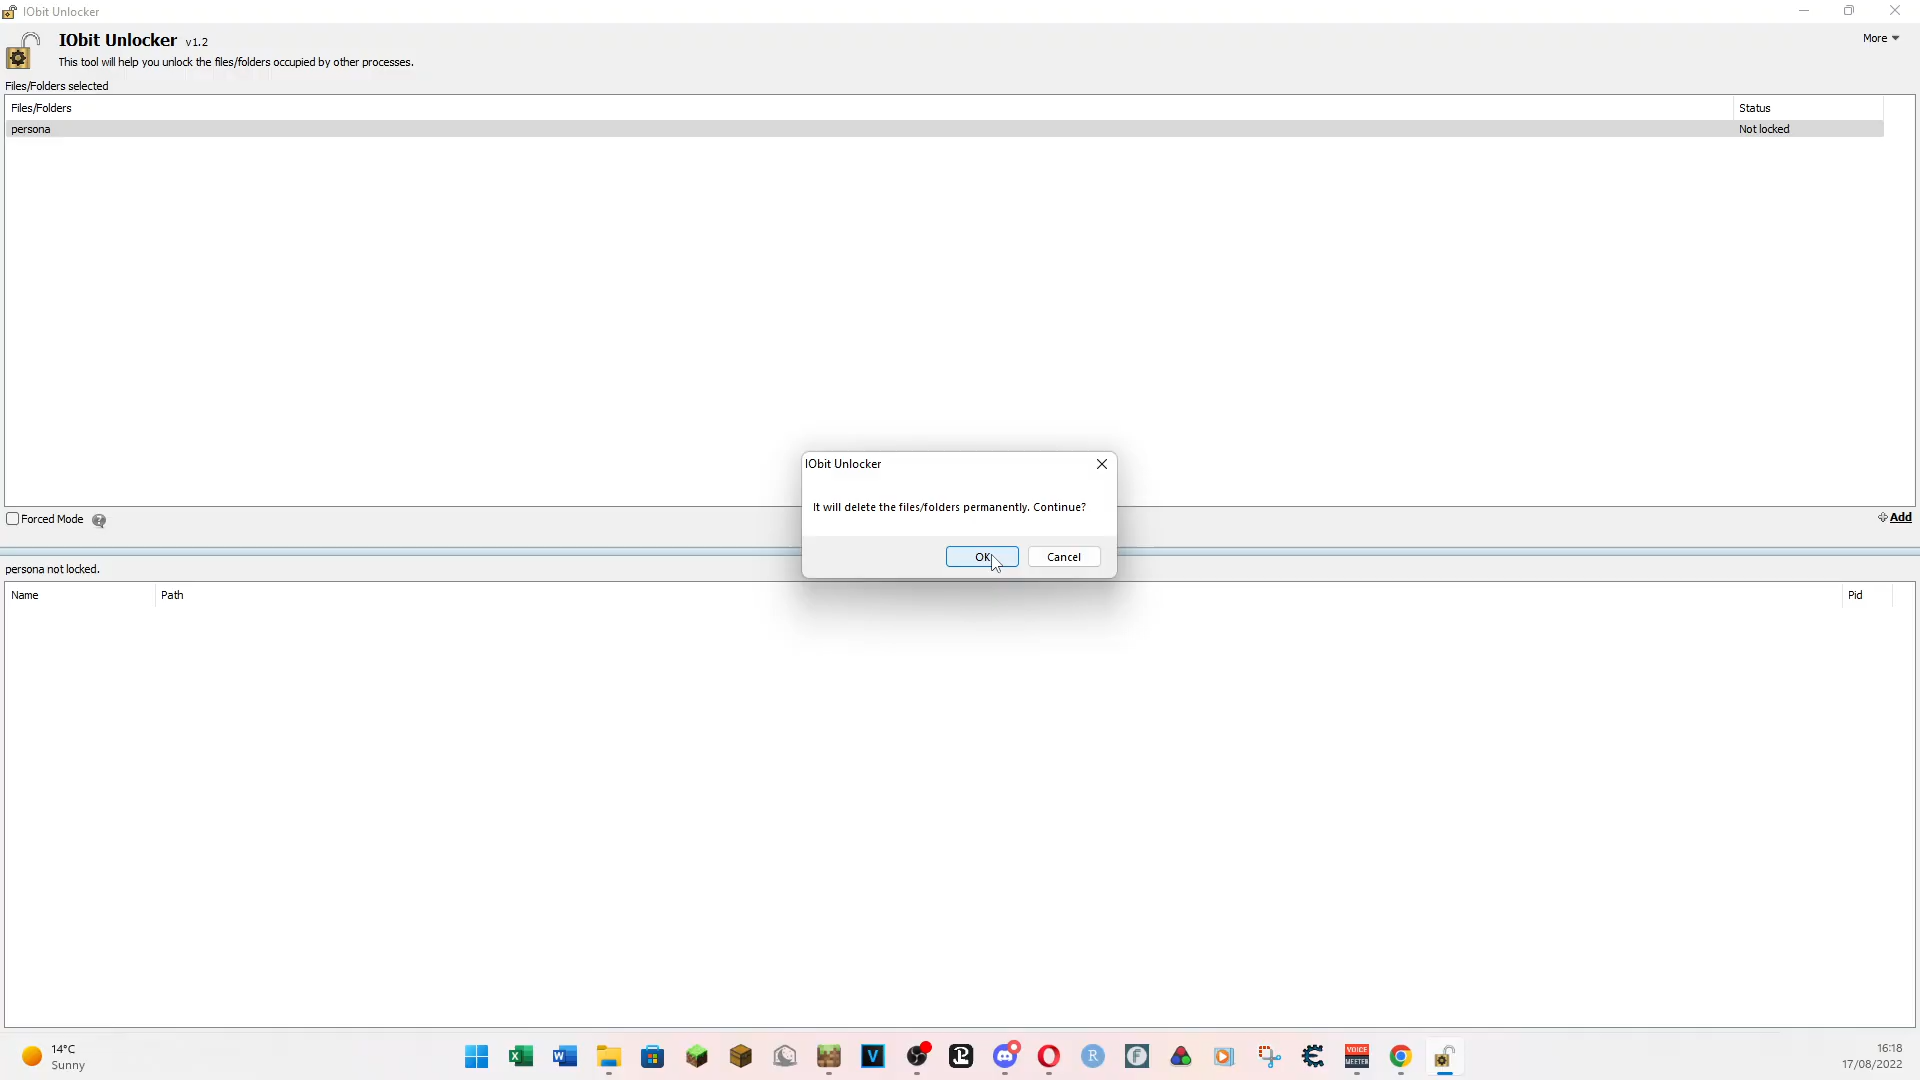 IObit Unlocker
IObit Unlocker v1.2
More
This tool will help you unlock the files/folders occupied by other processes.
Files/Folders selected
Files/Folders Status
persona Not locked
IObit Unlocker
It will delete the files/folders permanently. Continue?
OK Cancel
Forced Mode ?
Add
persona not locked.
Name Path Pid
14°C
Sunny
VOICE
MEETER
16:18
17/08/2022